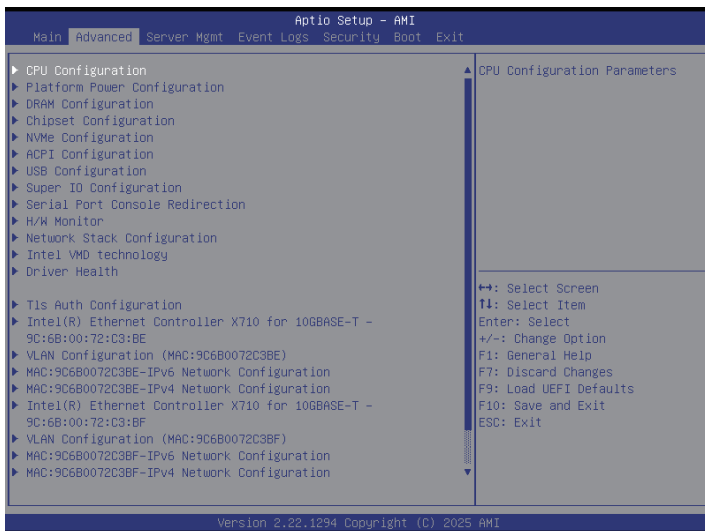 Aptio Setup - AMI
Main Advanced Server Mgmt Event Logs Security Boot Exit
CPU Configuration
Platform Power Configuration
DRAM Configuration
Chipset Configuration
NVMe Configuration
ACPI Configuration
USB Configuration
Super IO Configuration
Serial Port Console Redirection
H/W Monitor
Network Stack Configuration
Intel VMD technology
Driver Health
Tls Auth Configuration
Intel(R) Ethernet Controller X710 for 10GBASE-T -
9C:6B:00:72:C3:BE
VLAN Configuration (MAC:9C6B0072C3BE)
MAC:9C6B0072C3BE-IPv6 Network Configuration
MAC:9C6B0072C3BE-IPv4 Network Configuration
Intel(R) Ethernet Controller X710 for 10GBASE-T -
9C:6B:00:72:C3:BF
VLAN Configuration (MAC:9C6B0072C3BF)
MAC:9C6B0072C3BF-IPv6 Network Configuration
MAC:9C6B0072C3BF-IPv4 Network Configuration
CPU Configuration Parameters
↔: Select Screen
↑↓: Select Item
Enter: Select
+/-: Change Option
F1: General Help
F7: Discard Changes
F9: Load UEFI Defaults
F10: Save and Exit
ESC: Exit
Version 2.22.1294 Copyright (C) 2025 AMI